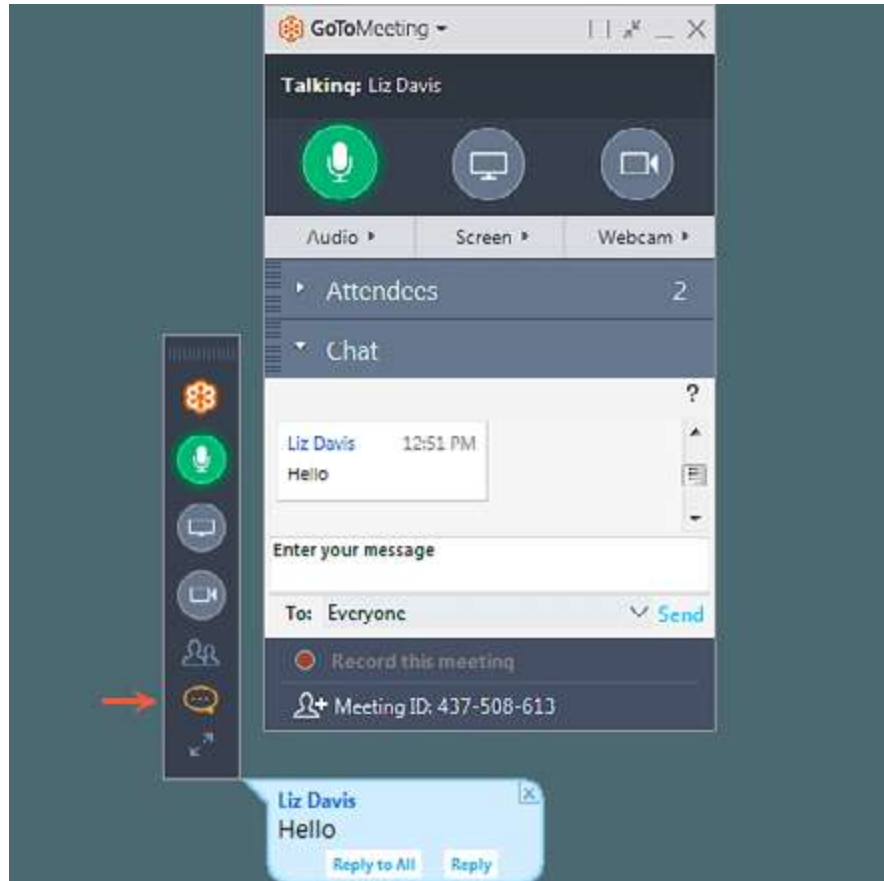 GoToMeeting
Talking: Liz Davis
Audio Screen Webcam
Attendees 2
Chat
?
Liz Davis 12:51 PM
Hello
Enter your message
To: Everyone Send
Record this meeting
Meeting ID: 437-508-613
Liz Davis
Hello
Reply to All Reply